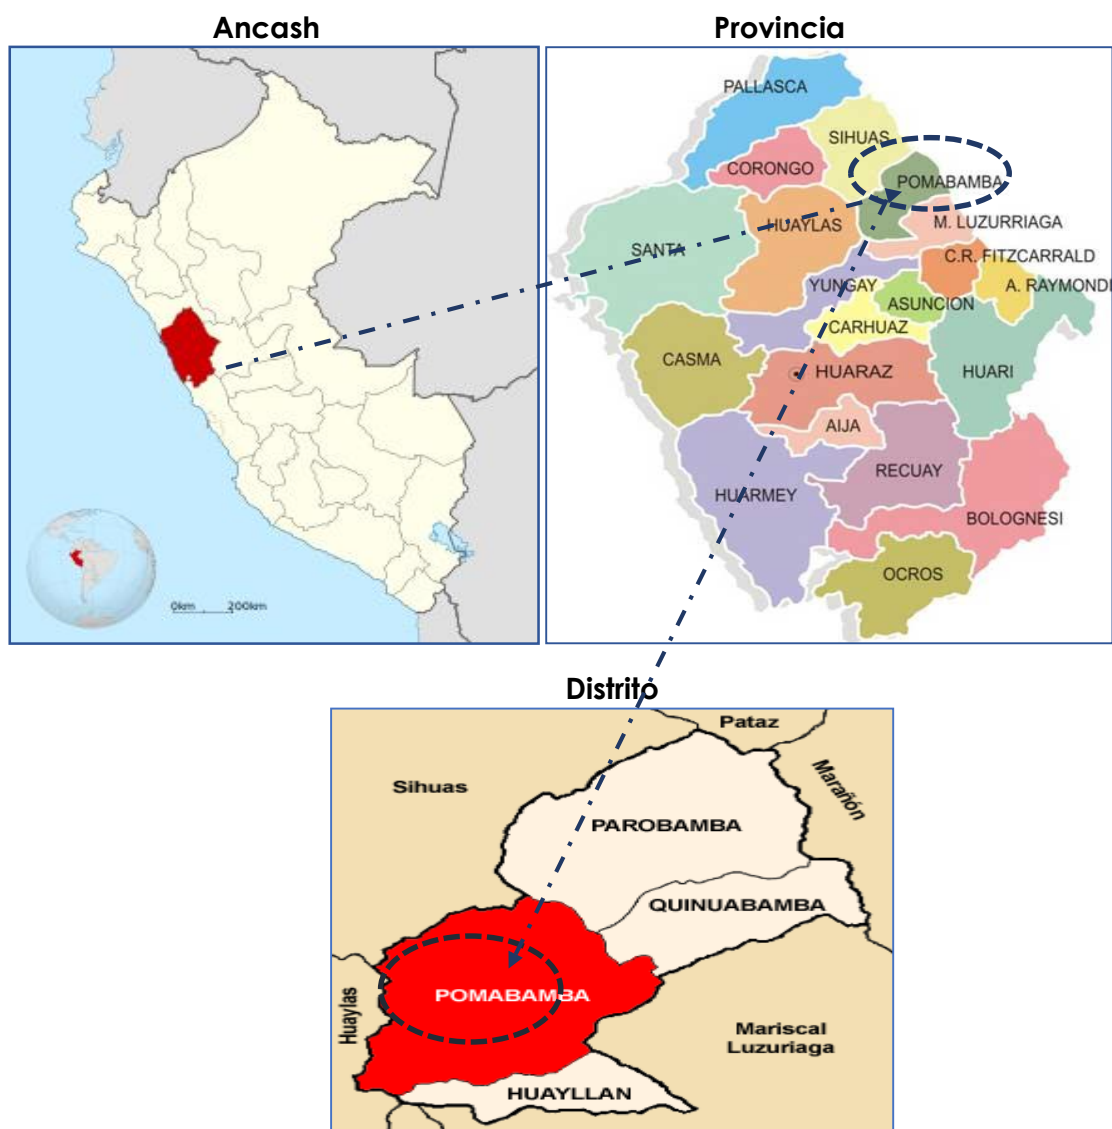 Ancash
Provincia
0km
200km
PALLASCA
SIHUAS
CORONGO
POMABAMBA
HUAYLAS
M. LUZURRIAGA
SANTA
C.R. FITZCARRALD
YUNGAY
A. RAYMONDI
ASUNCION
CARHUAZ
CASMA
HUARAZ
HUARI
AIJA
RECUAY
HUARMEY
BOLOGNESI
OCROS
Distrito
Pataz
Sihuas
Marañón
PAROBAMBA
QUINUABAMBA
POMABAMBA
Huaylas
Mariscal
Luzuriaga
HUAYLLAN